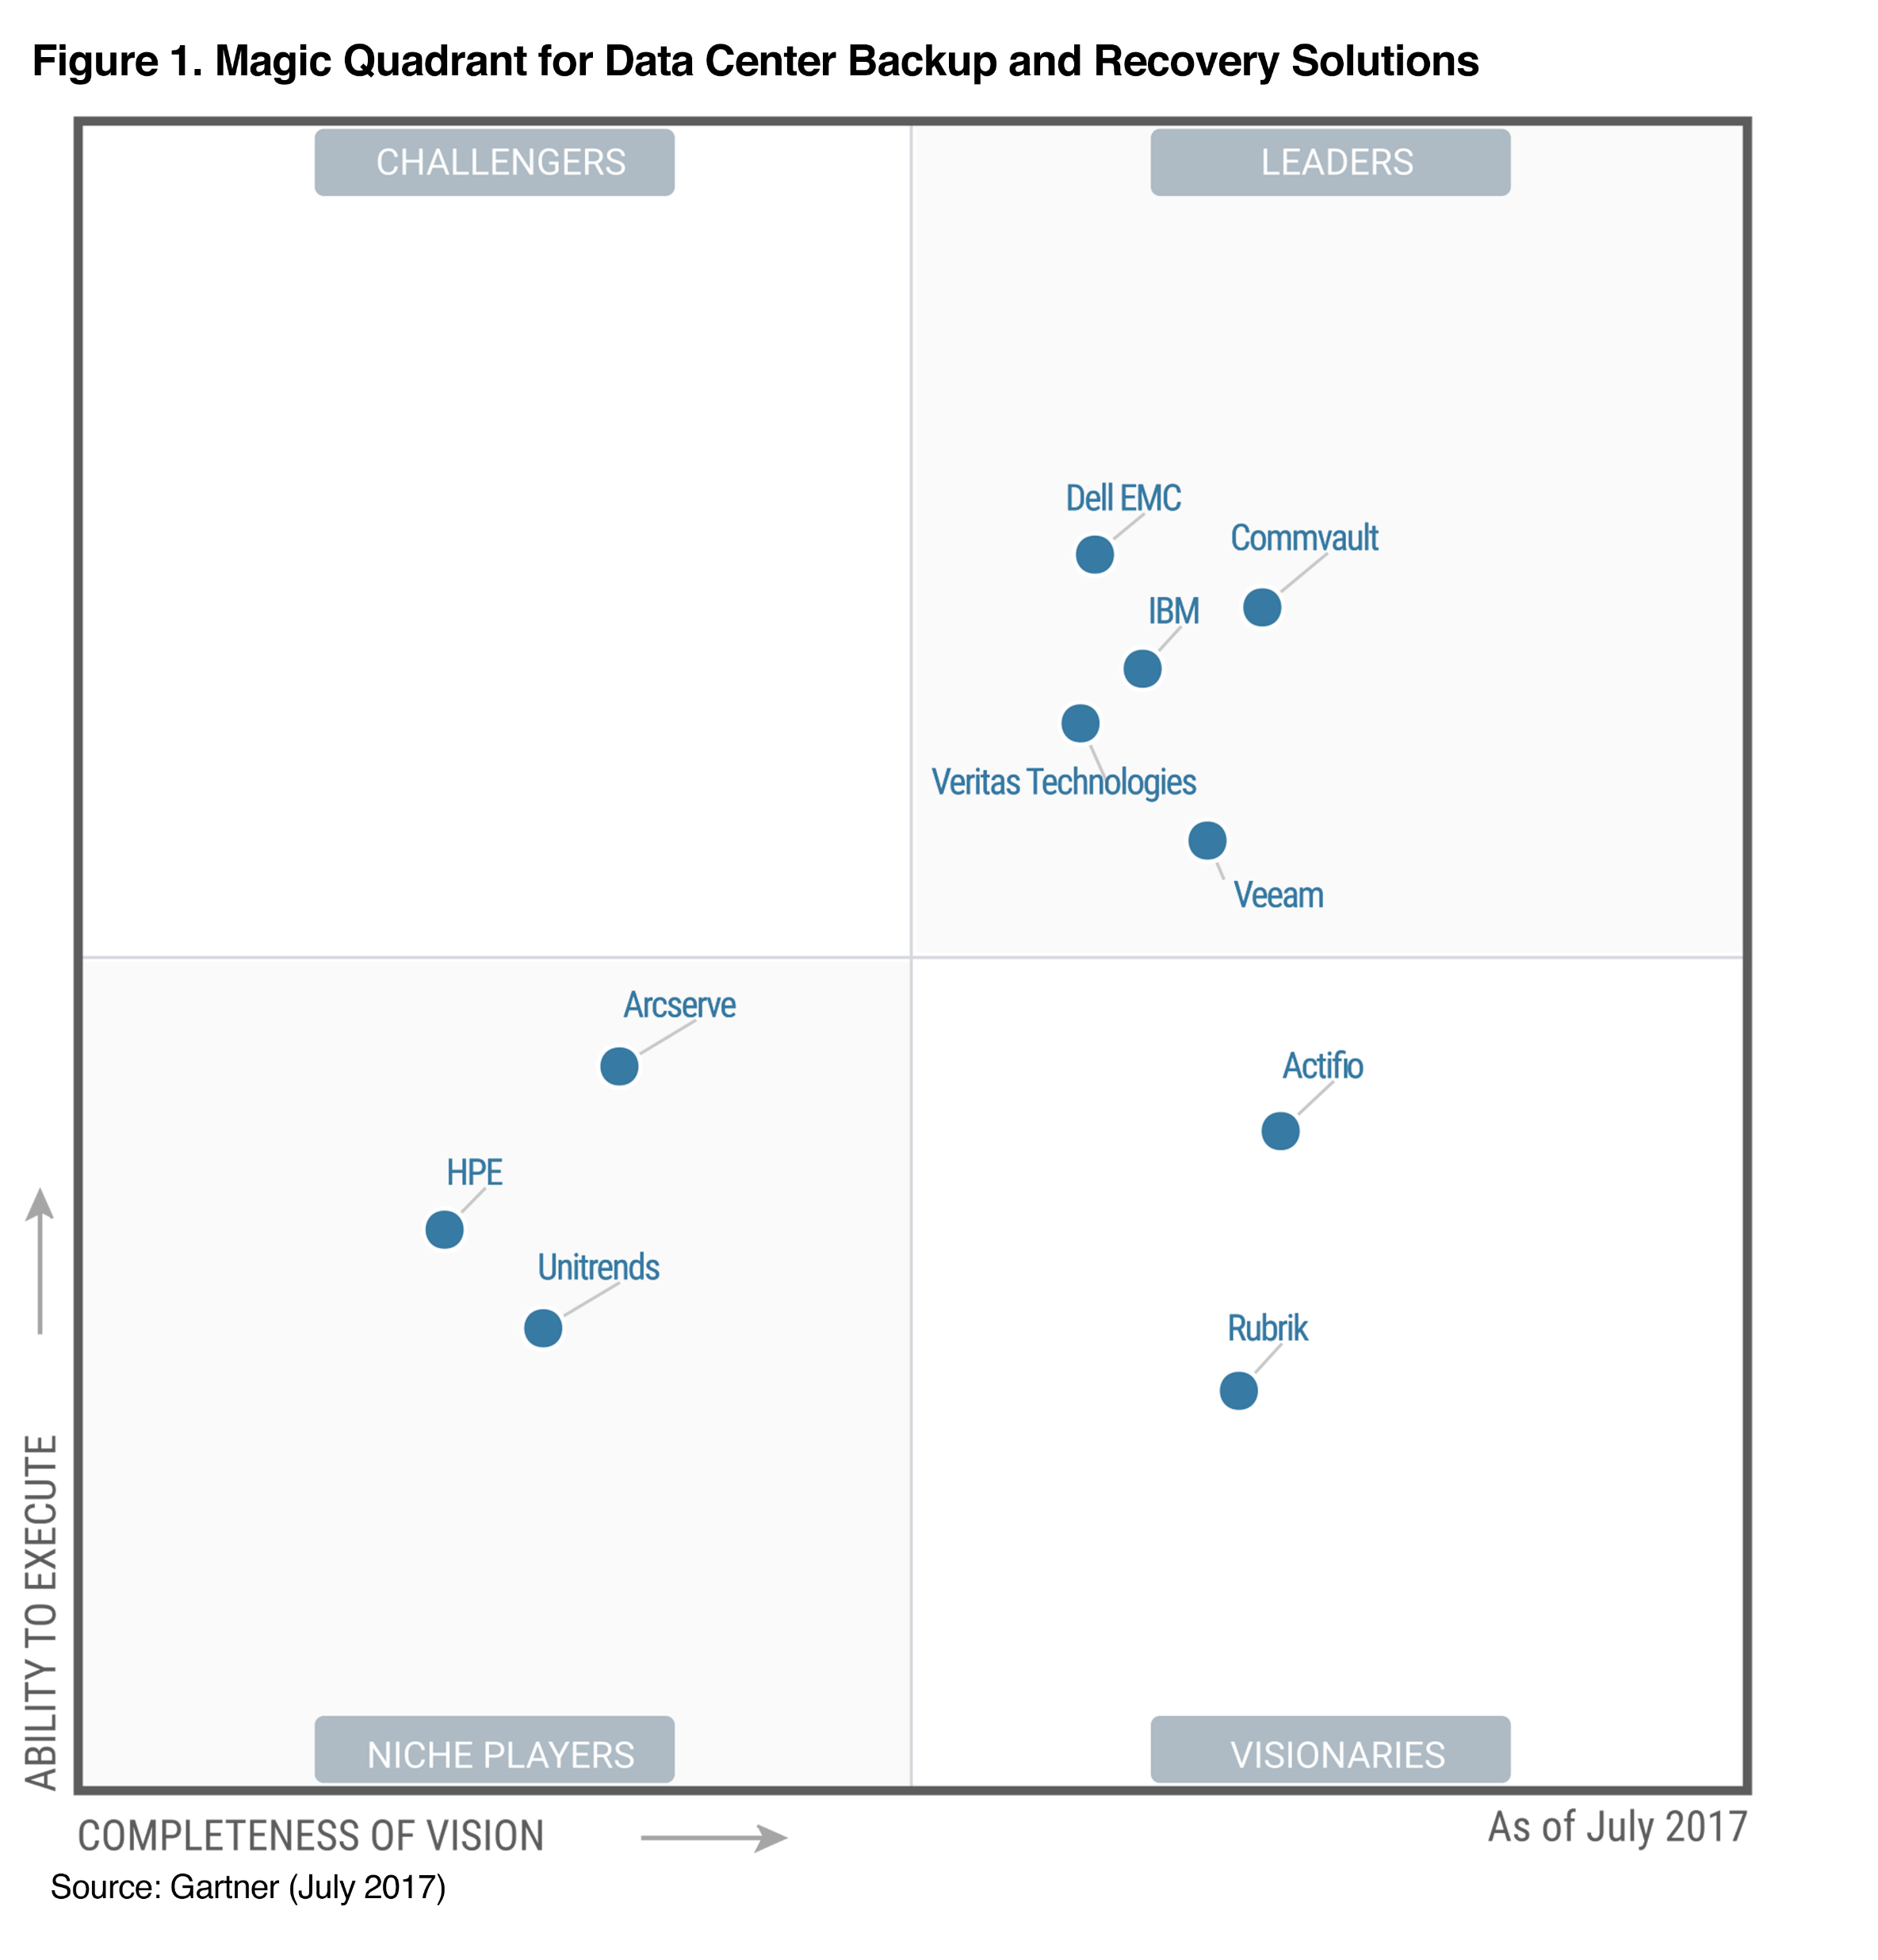 Figure 1. Magic Quadrant for Data Center Backup and Recovery Solutions
CHALLENGERS
LEADERS
Dell EMC
Commvault
IBM
Veritas Technologies
Veeam
Arcserve
Actifio
HPE
Unitrends
Rubrik
NICHE PLAYERS
VISIONARIES
ABILITY TO EXECUTE
COMPLETENESS OF VISION
As of July 2017
Source: Gartner (July 2017)